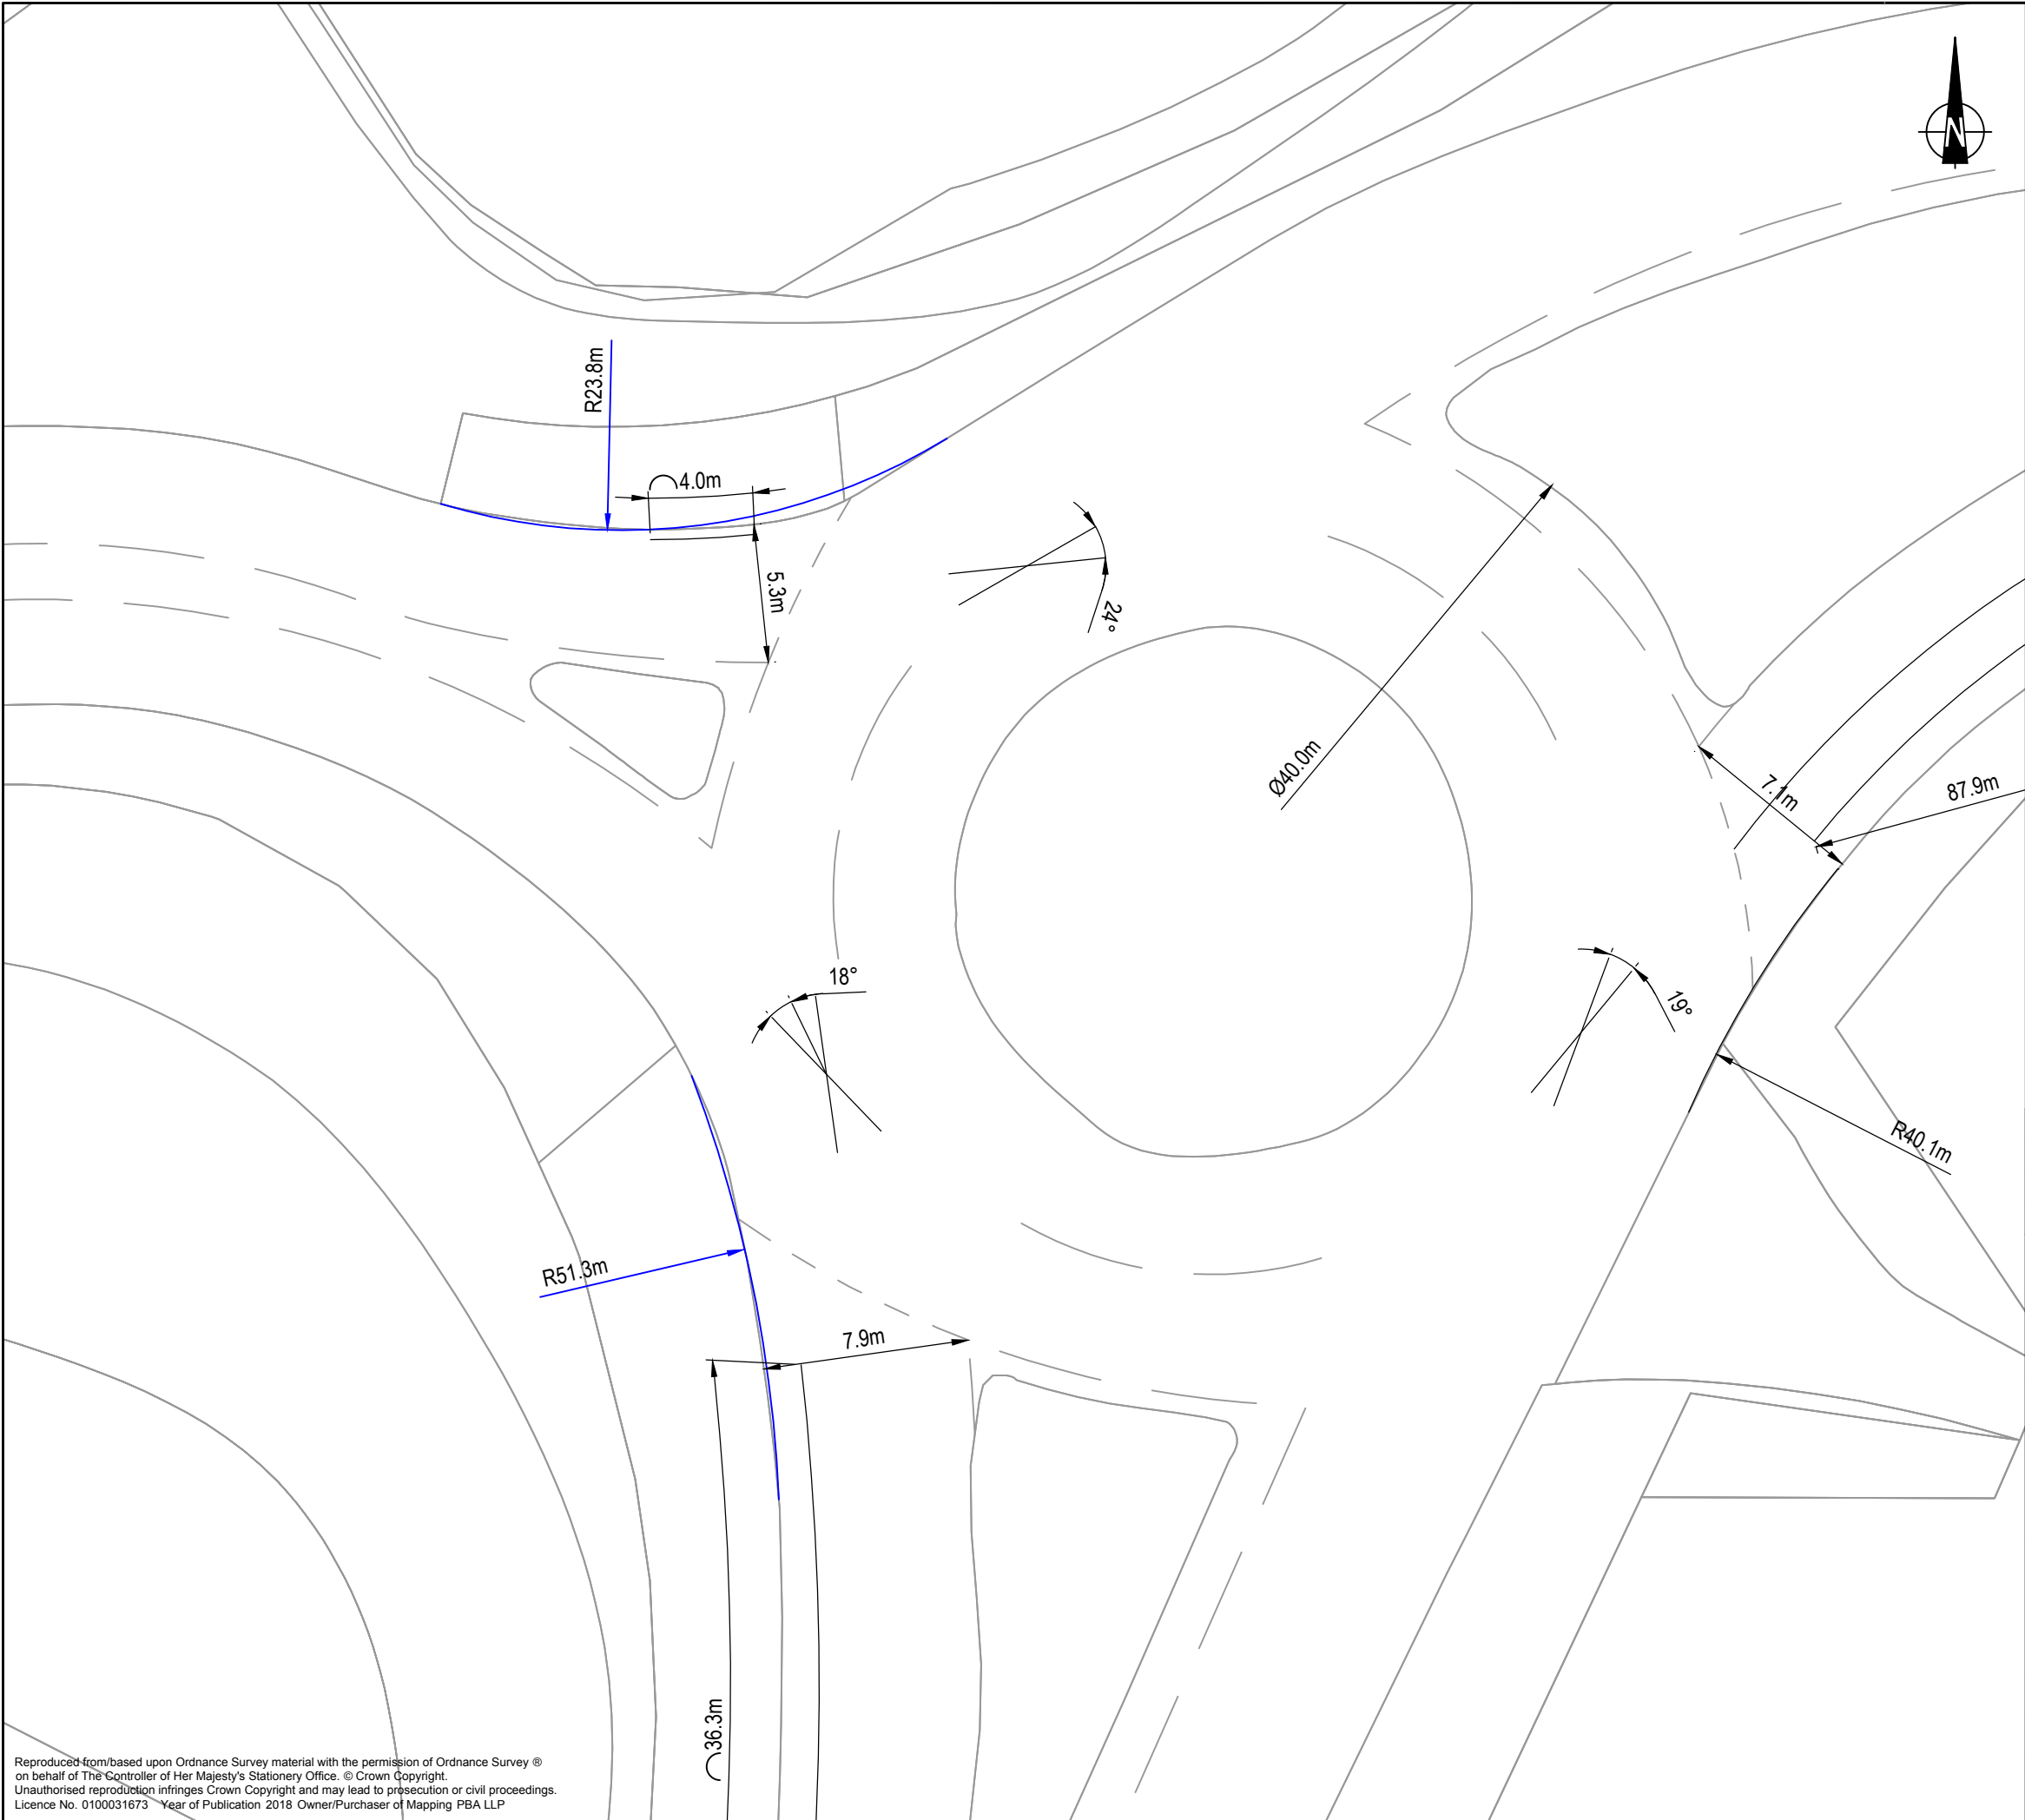 N
R23.8m
4.0m
5.3m
24°
Ø40.0m
7.1m
87.9m
18°
19°
R40.1m
R51.3m
7.9m
36.3m
Reproduced from/based upon Ordnance Survey material with the permission of Ordnance Survey ®
on behalf of The Controller of Her Majesty's Stationery Office. © Crown Copyright.
Unauthorised reproduction infringes Crown Copyright and may lead to prosecution or civil proceedings.
Licence No. 0100031673 Year of Publication 2018 Owner/Purchaser of Mapping PBA LLP